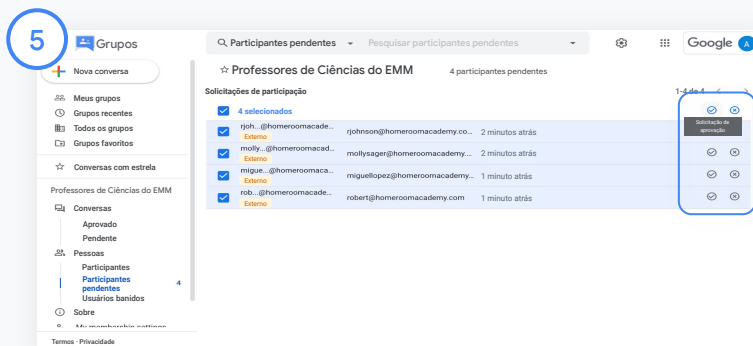 5
Grupos
Participantes pendentes
Pesquisar participantes pendentes
Google
A
Nova conversa
Meus grupos
Grupos recentes
Todos os grupos
Grupos favoritos
Conversas com estrela
Professores de Ciências do EMM
Conversas
Aprovado
Pendente
Pessoas
Participantes
Participantes pendentes 4
Usuários banidos
Sobre
My membership settings
Termos · Privacidade
Professores de Ciências do EMM 4 participantes pendentes
Solicitações de participação 1-4 de 4
4 selecionados
Solicitação de
aprovação
rjoh...@homeroomacade... rjohnson@homeroomacademy.co... 2 minutos atrás
Externo
molly...@homeroomacad... mollysager@homeroomacademy.... 2 minutos atrás
Externo
migue...@homeroomaca... miguellopez@homeroomacademy... 1 minuto atrás
Externo
rob...@homeroomacade... robert@homeroomacademy.com 1 minuto atrás
Externo